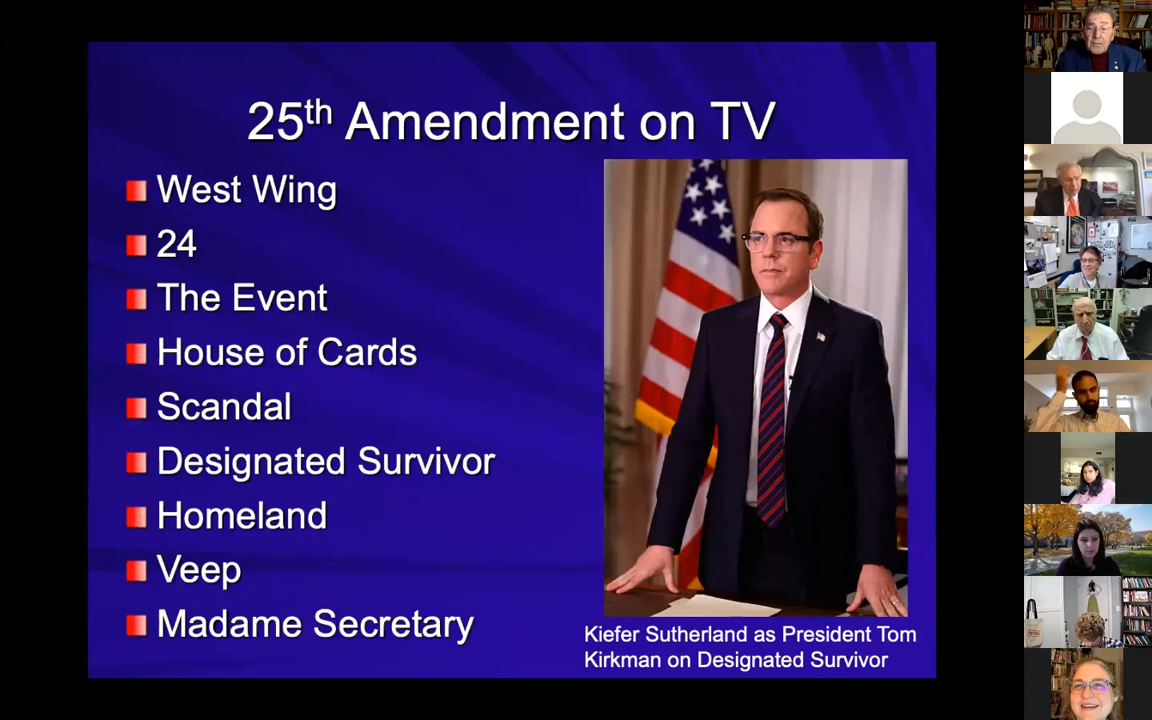 25th Amendment on TV
West Wing
24
The Event
House of Cards
Scandal
Designated Survivor
Homeland
Veep
Madame Secretary
Kiefer Sutherland as President Tom
Kirkman on Designated Survivor